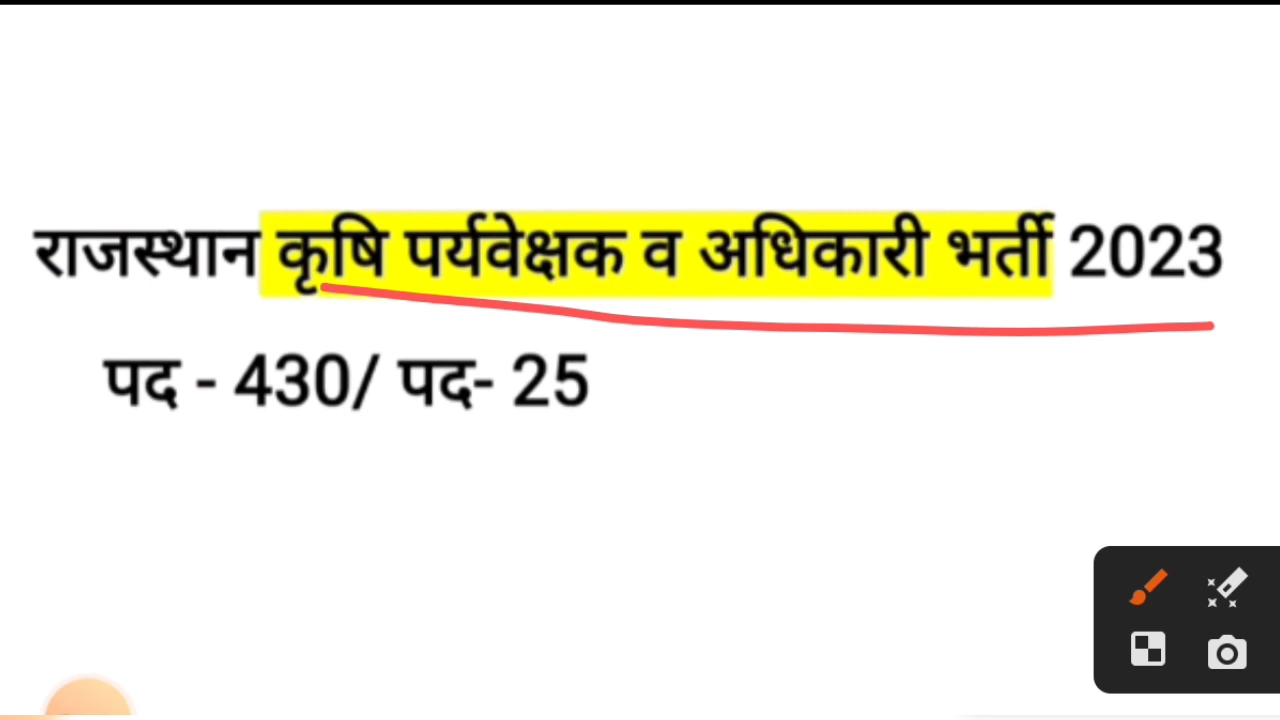 राजस्थान कृषि पर्यवेक्षक व अधिकारी भर्ती 2023
पद - 430/ पद- 25